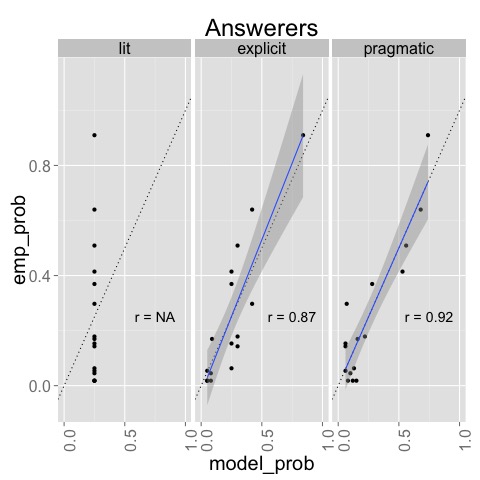 Answerers
lit explicit pragmatic
emp_prob
0.8
0.4
0.0
r = NA r = 0.87 r = 0.92
0.0 0.5 1.0 0.0 0.5 1.0 0.0 0.5 1.0
model_prob